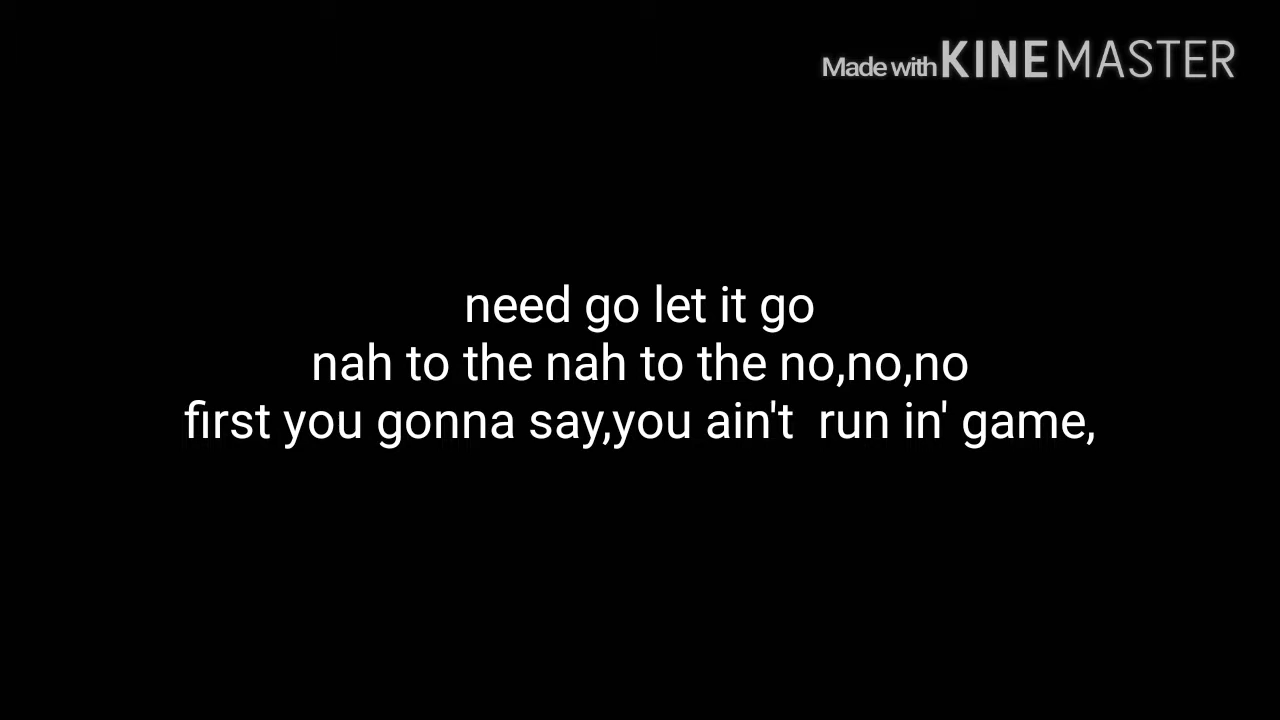 Made with KINEMASTER
need go let it go
nah to the nah to the no,no,no
first you gonna say,you ain't  run in' game,